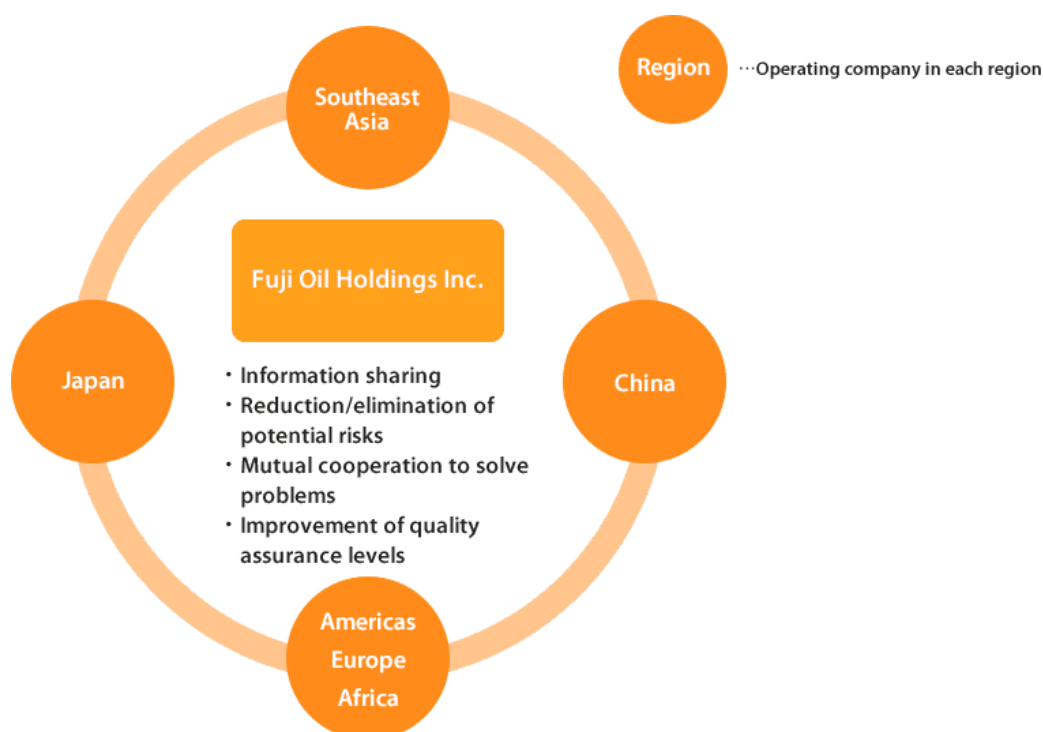 Southeast
Asia
Region
…Operating company in each region
Fuji Oil Holdings Inc.
Japan
China
・Information sharing
・Reduction/elimination of
potential risks
・Mutual cooperation to solve
problems
・Improvement of quality
assurance levels
Americas
Europe
Africa